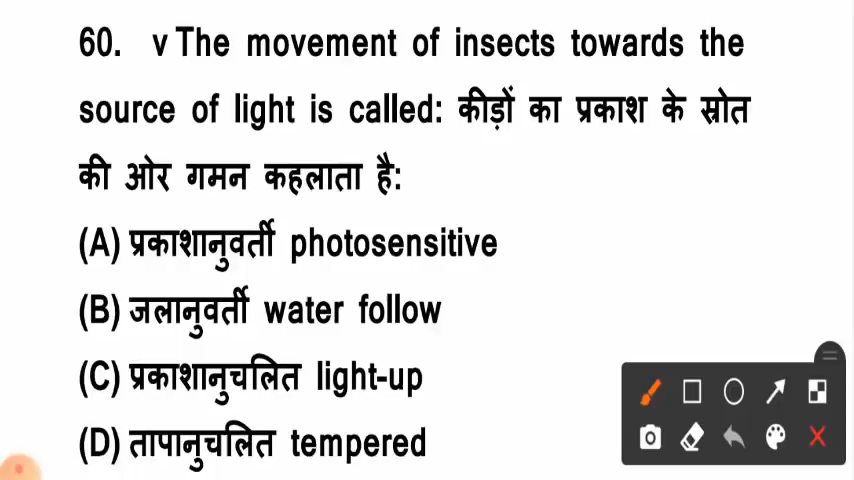 60. v The movement of insects towards the
source of light is called: कीड़ों का प्रकाश के स्रोत
की ओर गमन कहलाता है:
(A) प्रकाशानुवर्ती photosensitive
(B) जलानुवर्ती water follow
(C) प्रकाशानुचलित light-up
(D) तापानुचलित tempered